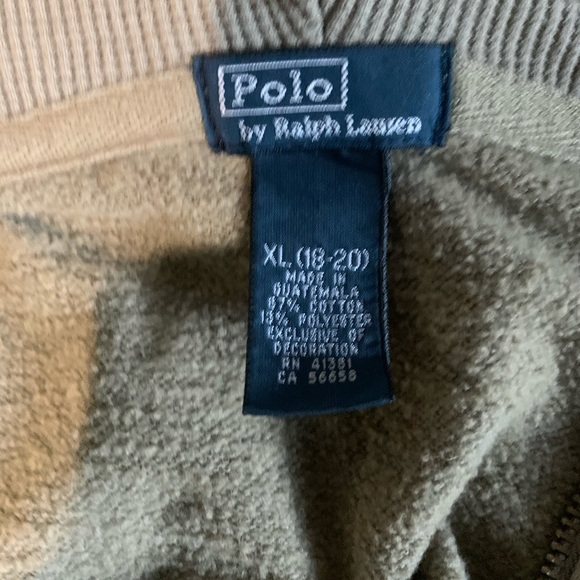 Polo
by Ralph Lauren
XL (18-20)
MADE IN
GUATEMALA
87% COTTON
13% POLYESTER
EXCLUSIVE OF
DECORATION
RN 41381
CA 56658